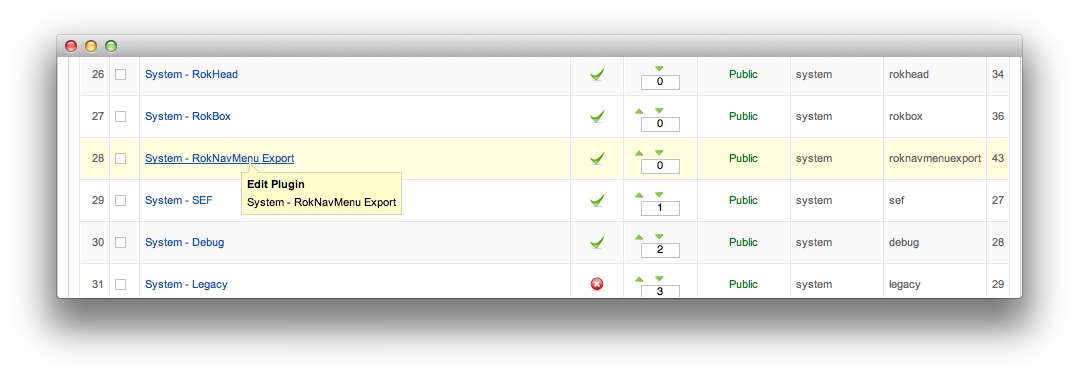 26 System - RokHead 0 Public system rokhead 34
27 System - RokBox 0 Public system rokbox 36
28 System - RokNavMenu Export 0 Public system roknavmenuexport 43
Edit Plugin
System - RokNavMenu Export
29 System - SEF 1 Public system sef 27
30 System - Debug 2 Public system debug 28
31 System - Legacy 3 Public system legacy 29